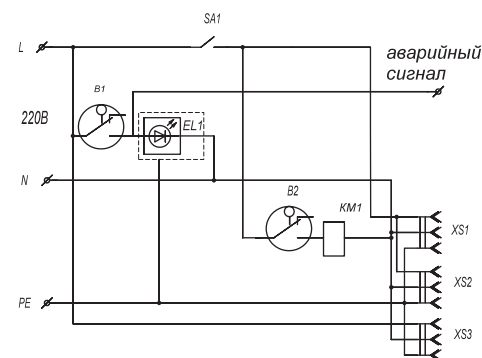 SA1
L
аварийный
сигнал
B1
220В
EL1
N
B2
KM1
XS1
XS2
PE
XS3